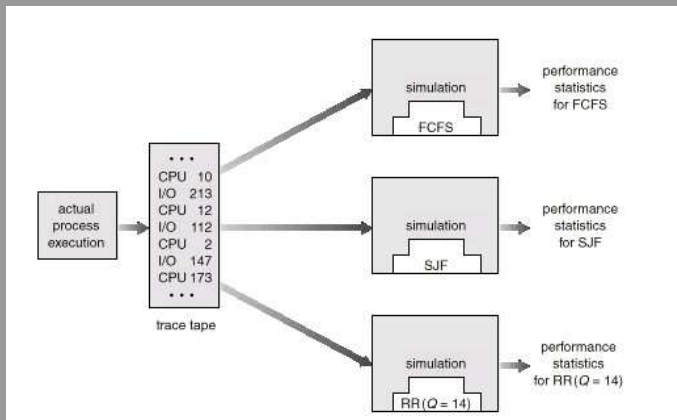 actual
process
execution
• • •
CPU 10
I/O 213
CPU 12
I/O 112
CPU 2
I/O 147
CPU 173
• • •
trace tape
simulation
FCFS
performance
statistics
for FCFS
simulation
SJF
performance
statistics
for SJF
simulation
RR (Q = 14)
performance
statistics
for RR (Q = 14)